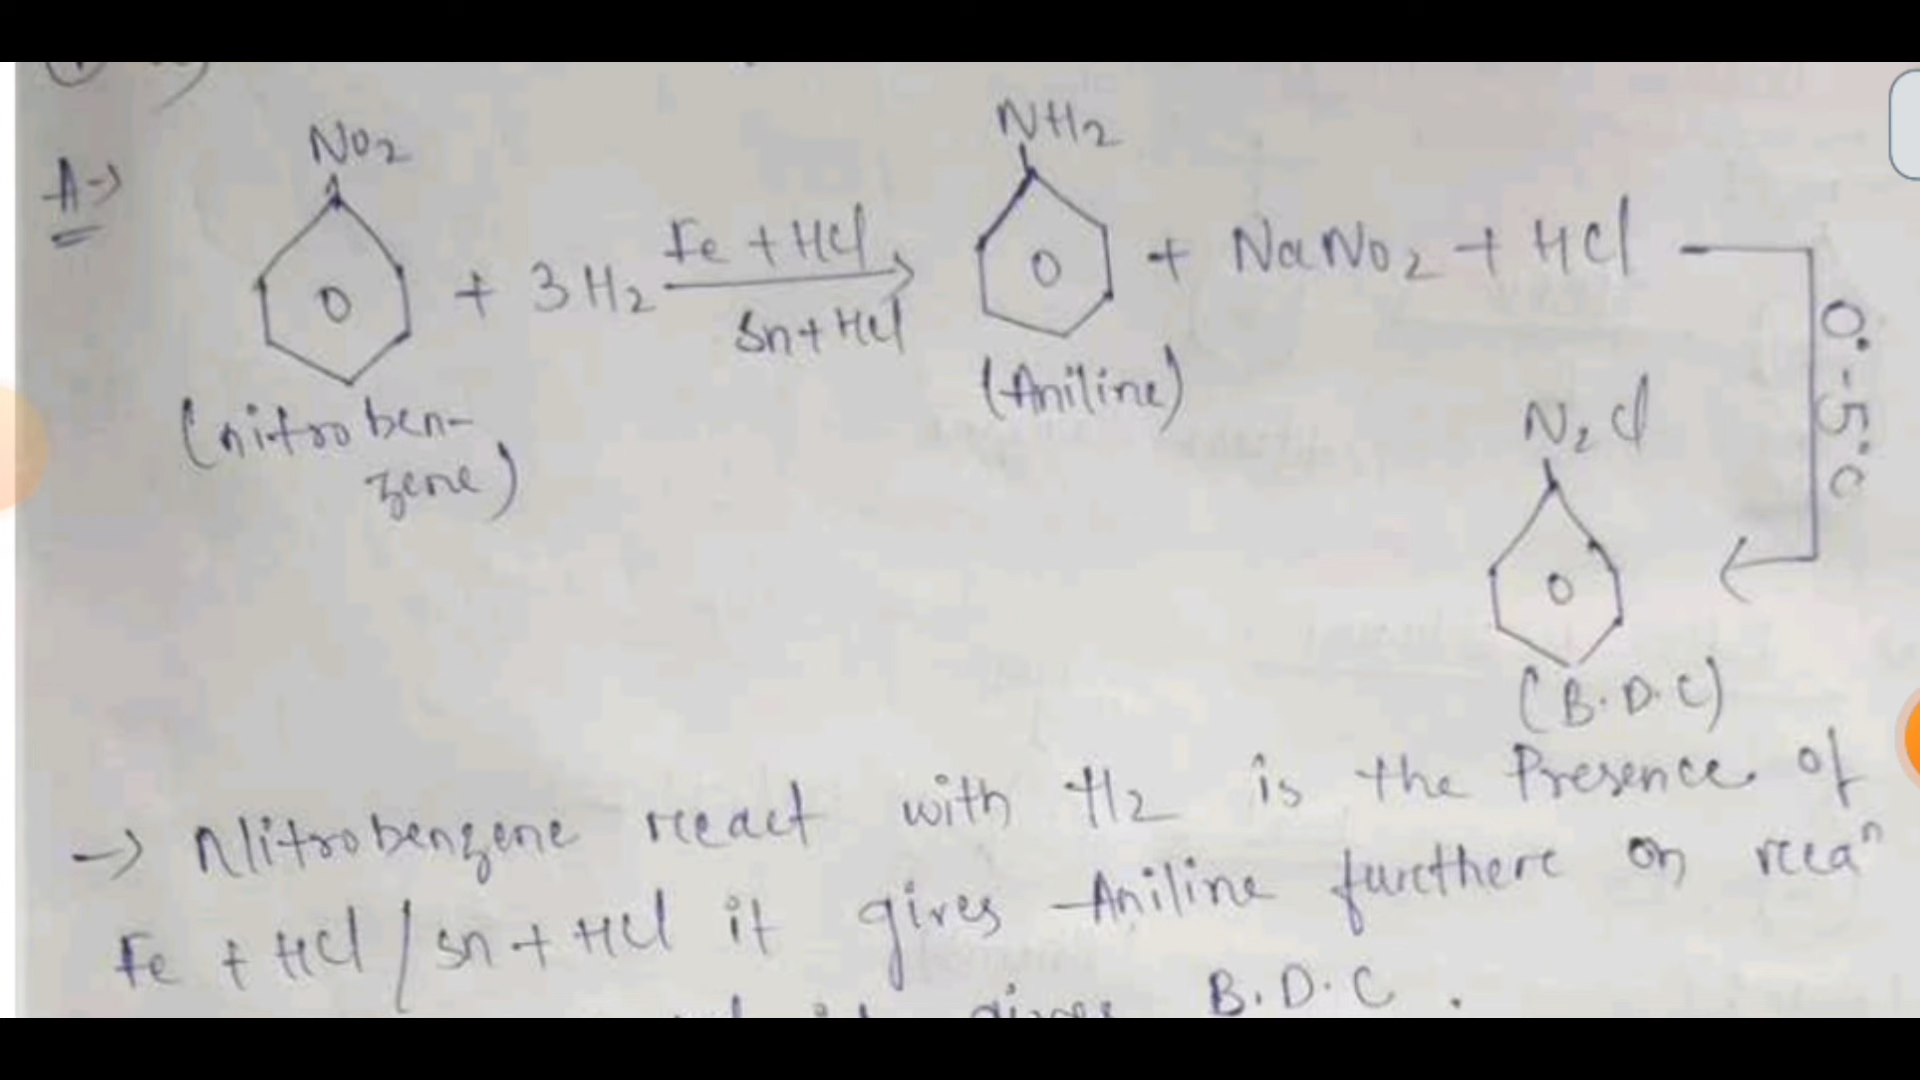 A→
NO2
NH2
+ 3H2
Fe + HCl
Sn + HCl
+ NaNO2 + HCl
0°-5°C
(nitroben-
zene)
(Aniline)
N2Cl
(B.D.C)
→ Nitrobenzene react with H2 is the Presence of
Fe + HCl / Sn + HCl it gives Aniline furthere on rean
gives B.D.C.